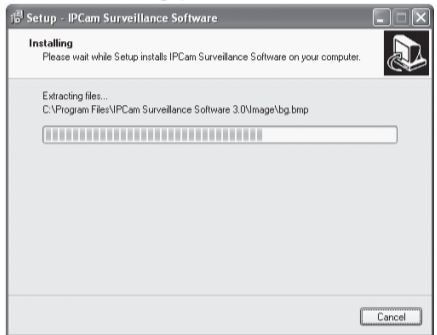 Setup - IPCam Surveillance Software
Installing
Please wait while Setup installs IPCam Surveillance Software on your computer.
Extracting files...
C:\Program Files\IPCam Surveillance Software 3.0\Image\bg.bmp
Cancel